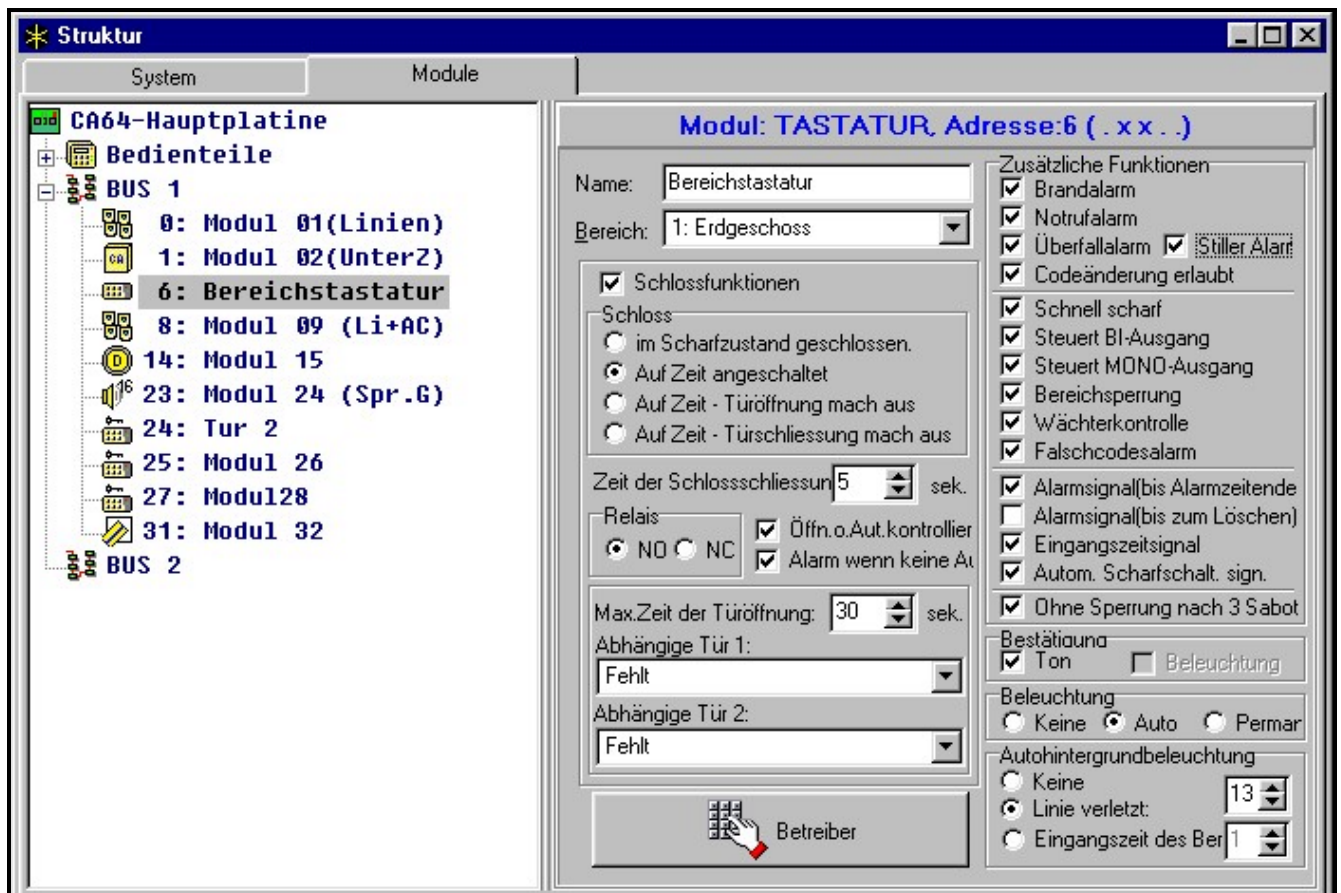 Struktur
System
Module
CA64-Hauptplatine
Bedienteile
BUS 1
0: Modul 01(Linien)
1: Modul 02(UnterZ)
6: Bereichstastatur
8: Modul 09 (Li+AC)
14: Modul 15
23: Modul 24 (Spr.G)
24: Tur 2
25: Modul 26
27: Modul28
31: Modul 32
BUS 2
Modul: TASTATUR, Adresse:6 ( . x x . .)
Name: Bereichstastatur
Bereich: 1: Erdgeschoss
Schlossfunktionen
Schloss
im Scharfzustand geschlossen.
Auf Zeit angeschaltet
Auf Zeit - Türöffnung mach aus
Auf Zeit - Türschliessung mach aus
Zeit der Schlossschliessun 5 sek.
Relais
NO NC
Öffn.o.Aut.kontrollier
Alarm wenn keine Au
Max.Zeit der Türöffnung: 30 sek.
Abhängige Tür 1:
Fehlt
Abhängige Tür 2:
Fehlt
Betreiber
Zusätzliche Funktionen
Brandalarm
Notrufalarm
Überfallalarm Stiller Alarm
Codeänderung erlaubt
Schnell scharf
Steuert BI-Ausgang
Steuert MONO-Ausgang
Bereichsperrung
Wächterkontrolle
Falschcodesalarm
Alarmsignal(bis Alarmzeitende
Alarmsignal(bis zum Löschen)
Eingangszeitsignal
Autom. Scharfschalt. sign.
Ohne Sperrung nach 3 Sabot
Bestätigung
Ton Beleuchtung
Beleuchtung
Keine Auto Permar
Autohintergrundbeleuchtung
Keine
Linie verletzt: 13
Eingangszeit des Ber 1